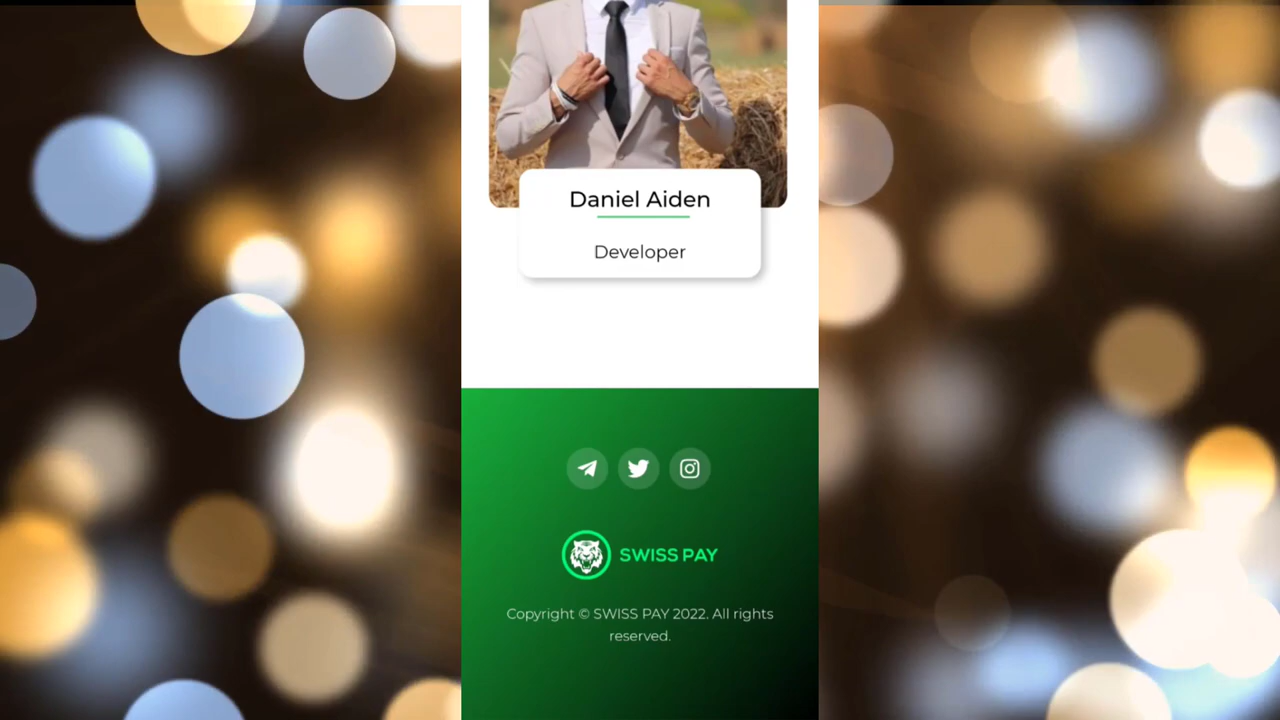 Daniel Aiden
Developer
SWISS PAY
Copyright © SWISS PAY 2022. All rights
reserved.